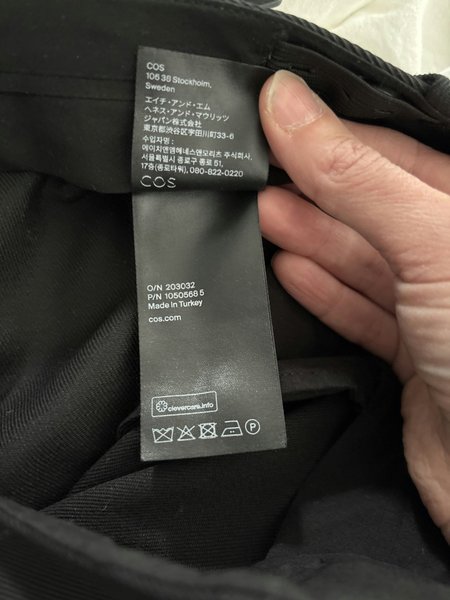 COS
106 38 Stockholm,
Sweden
エイチ・アンド・エム
ヘネス・アンド・マウリッツ
ジャパン株式会社
東京都渋谷区宇田川町33-6
수입자명 :
에이치앤엠헤네스앤모리츠 주식회사,
서울특별시 종로구 종로 51,
17층(종로타워), 080-822-0220
COS
O/N 203032
P/N 1050568 5
Made in Turkey
cos.com
clevercare.info
P